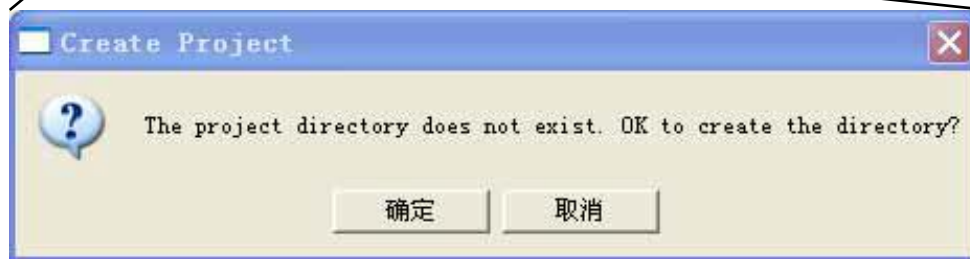 Create Project
The project directory does not exist. OK to create the directory?
确定 取消